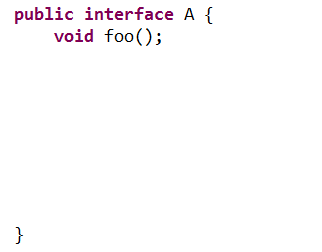 public interface A {
    void foo();
}